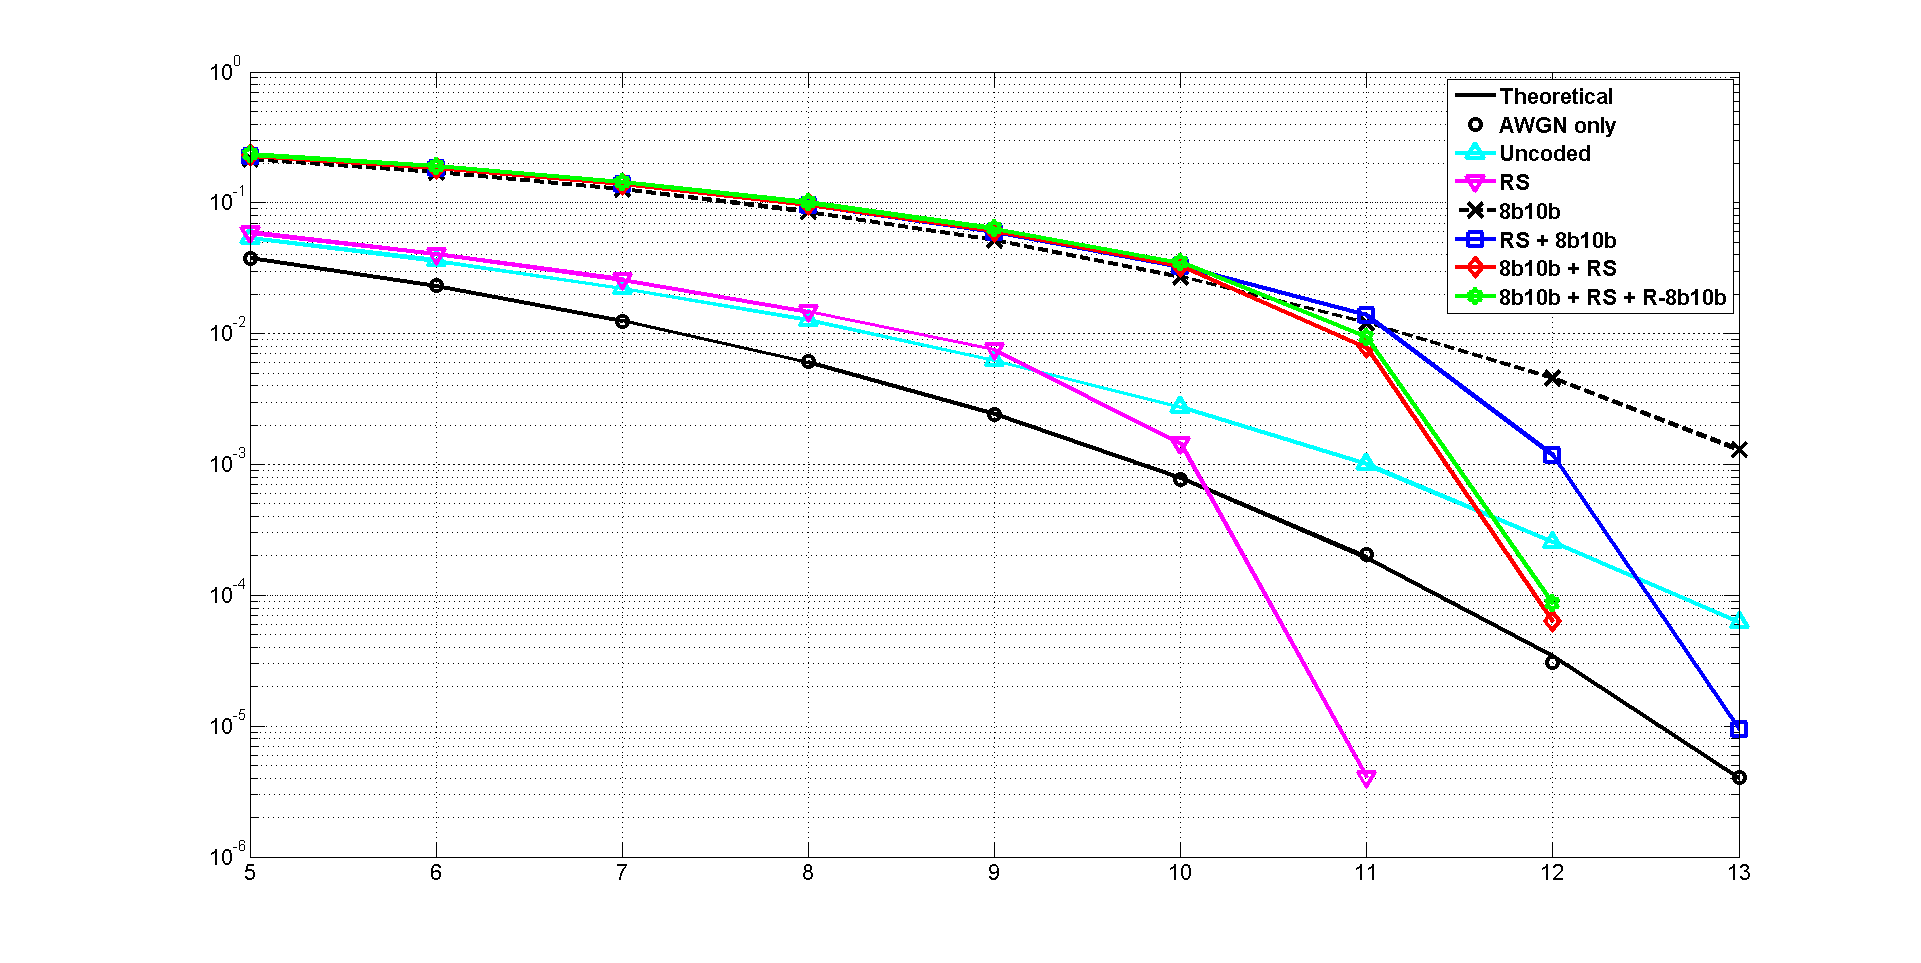 10^0
10^-1
10^-2
10^-3
10^-4
10^-5
10^-6
5 6 7 8 9 10 11 12 13
Theoretical
AWGN only
Uncoded
RS
8b10b
RS + 8b10b
8b10b + RS
8b10b + RS + R-8b10b